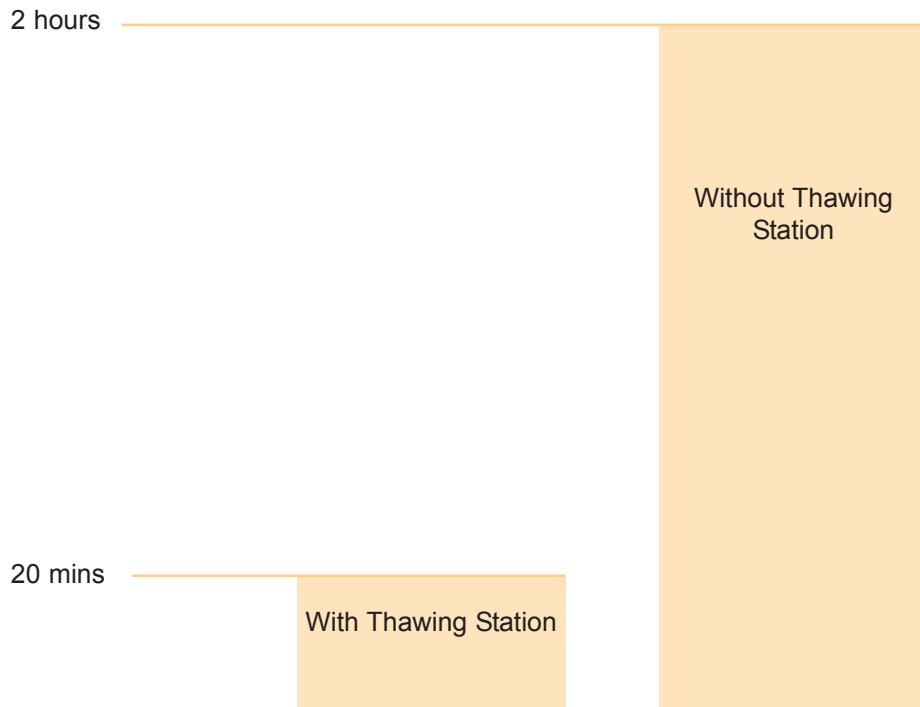 2 hours
Without Thawing
Station
20 mins
With Thawing Station